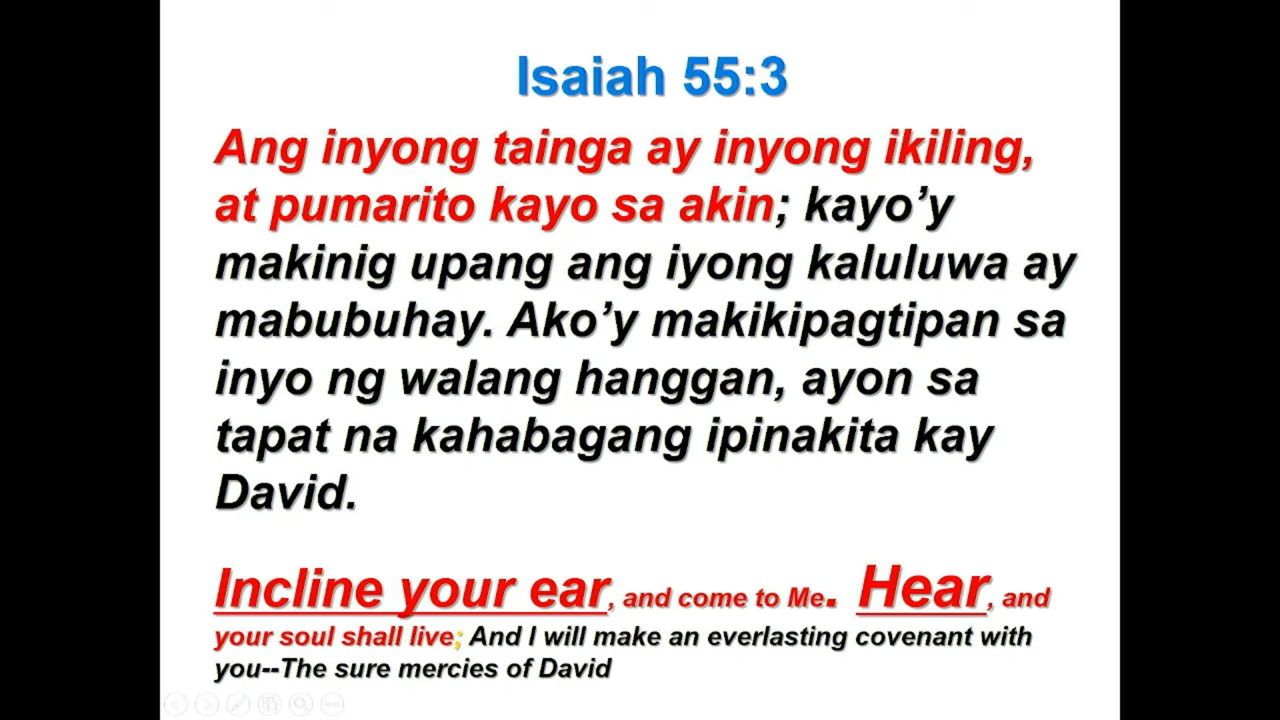 Isaiah 55:3
Ang inyong tainga ay inyong ikiling,
at pumarito kayo sa akin; kayo’y
makinig upang ang iyong kaluluwa ay
mabubuhay. Ako’y makikipagtipan sa
inyo ng walang hanggan, ayon sa
tapat na kahabagang ipinakita kay
David.
Incline your ear, and come to Me. Hear, and
your soul shall live; And I will make an everlasting covenant with
you--The sure mercies of David